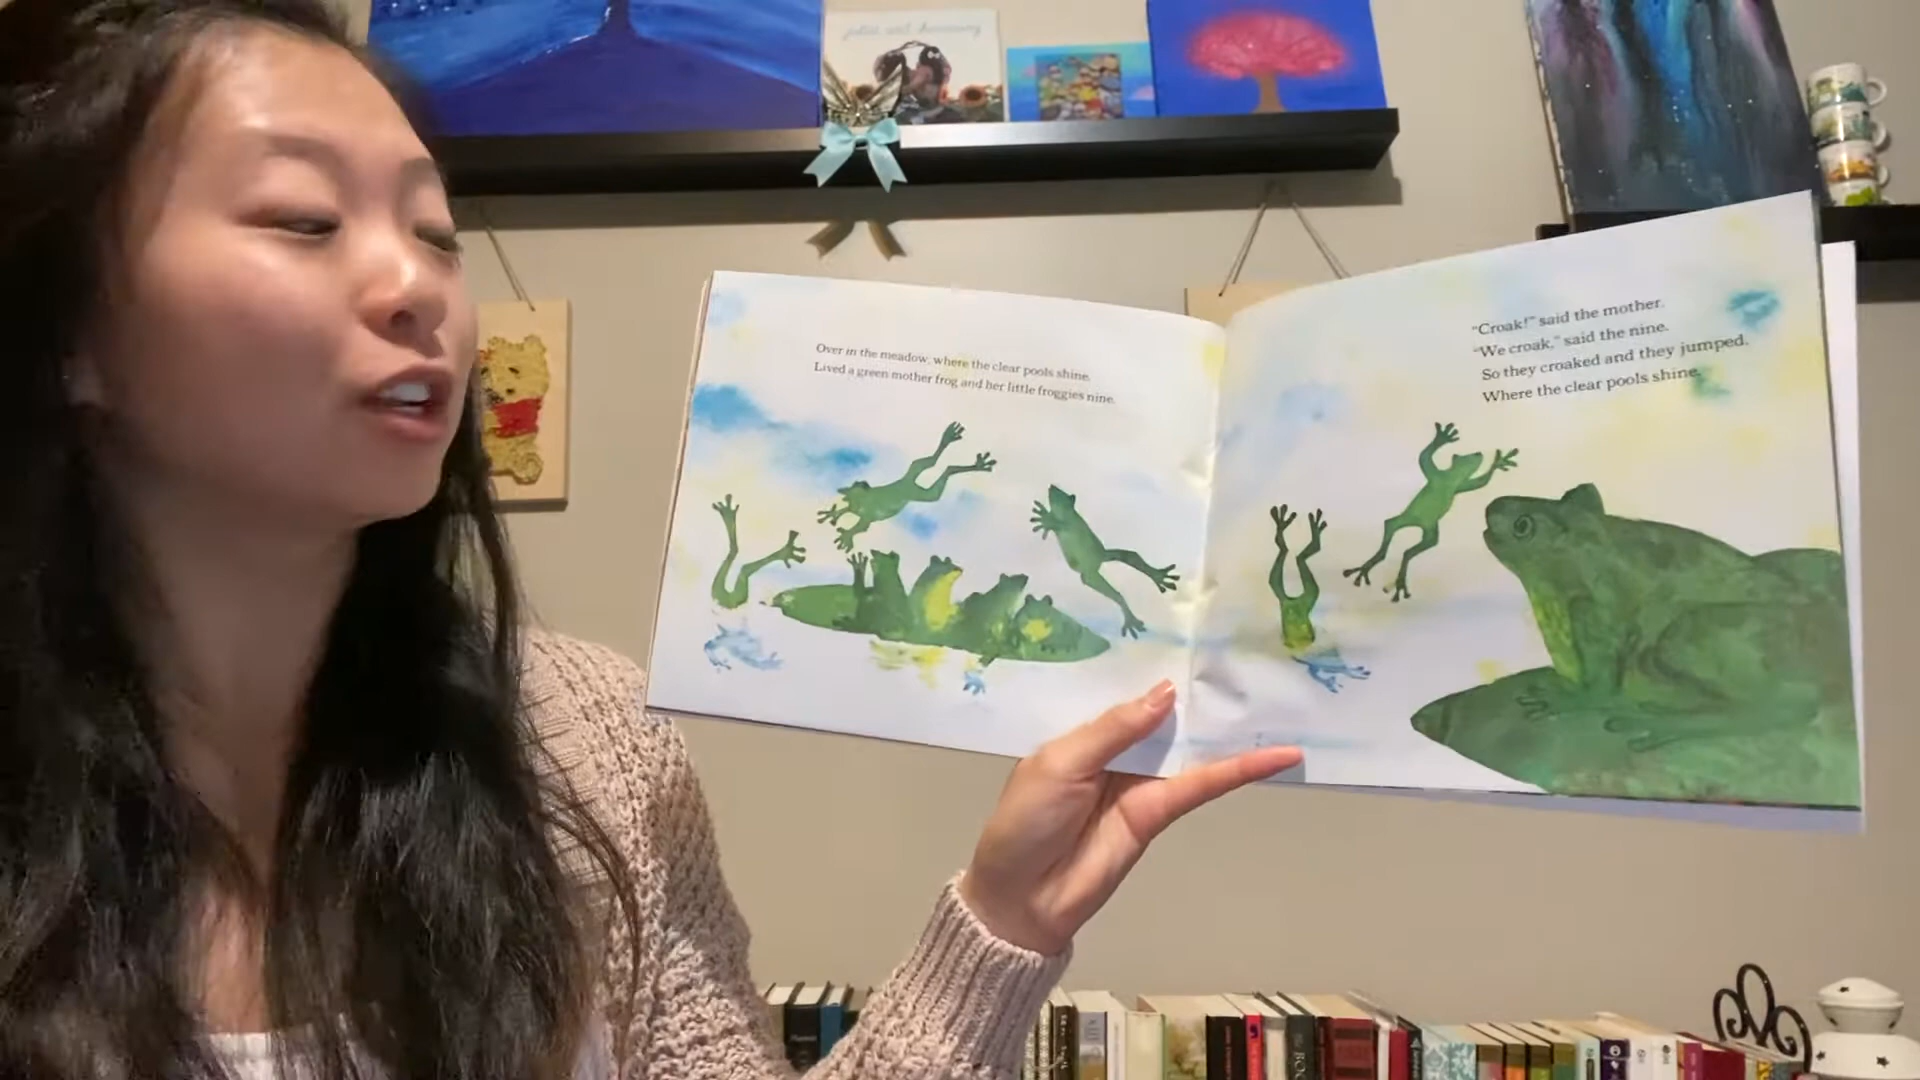 Over in the meadow, where the clear pools shine,
Lived a green mother frog and her little froggies nine.
"Croak!" said the mother.
"We croak," said the nine.
So they croaked and they jumped,
Where the clear pools shine.